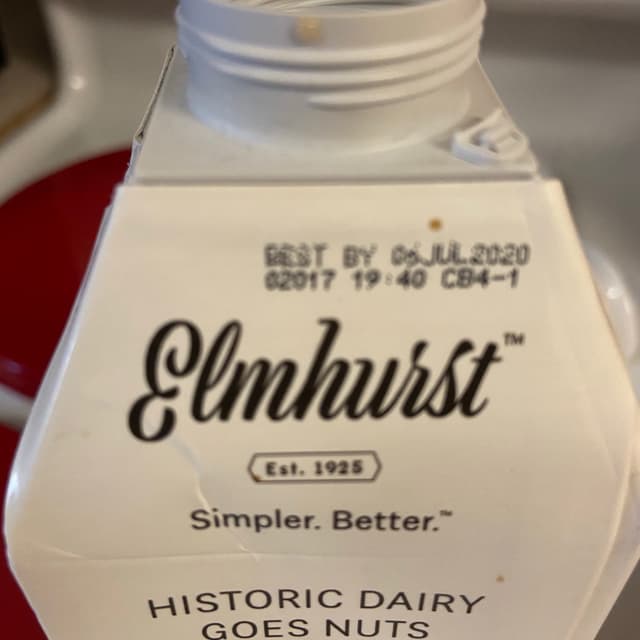 BEST BY 06JUL2020
02017 19:40 CB4-1
Elmhurst™
Est. 1925
Simpler. Better.™
HISTORIC DAIRY
GOES NUTS